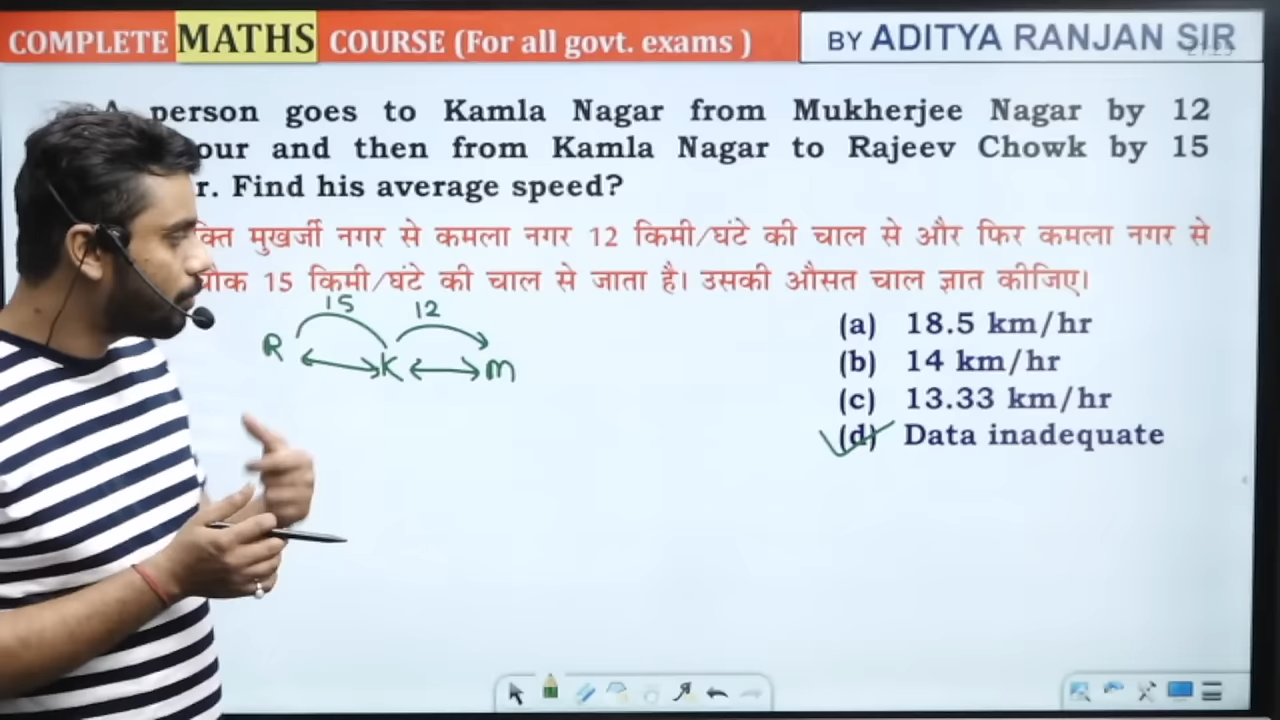 COMPLETE MATHS COURSE (For all govt. exams ) BY ADITYA RANJAN SIR
A person goes to Kamla Nagar from Mukherjee Nagar by 12
our and then from Kamla Nagar to Rajeev Chowk by 15
r. Find his average speed?
क्ति मुखर्जी नगर से कमला नगर 12 किमी/घंटे की चाल से और फिर कमला नगर से
चौक 15 किमी/घंटे की चाल से जाता है। उसकी औसत चाल ज्ञात कीजिए।
15 12
R K M
(a) 18.5 km/hr
(b) 14 km/hr
(c) 13.33 km/hr
(d) Data inadequate